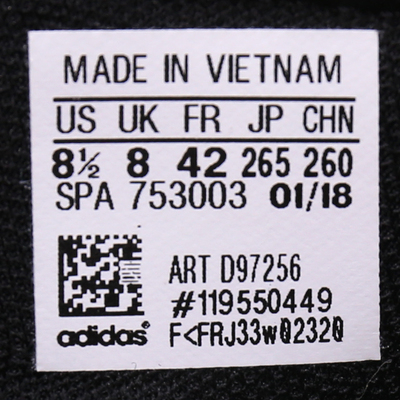 MADE IN VIETNAM
US UK FR JP CHN
8½ 8 42 265 260
SPA 753003 01/18
ART D97256
#119550449
adidas® F<FRJ33w02320